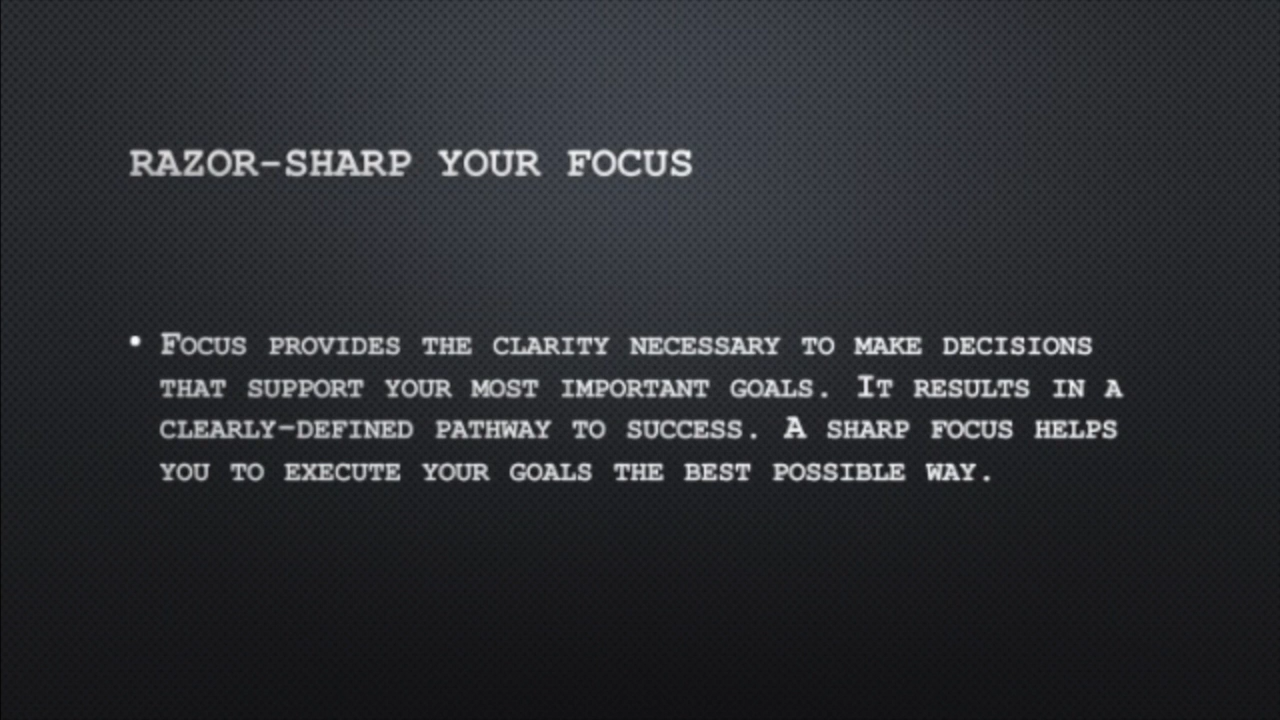 RAZOR-SHARP YOUR FOCUS
• FOCUS PROVIDES THE CLARITY NECESSARY TO MAKE DECISIONS
THAT SUPPORT YOUR MOST IMPORTANT GOALS. IT RESULTS IN A
CLEARLY-DEFINED PATHWAY TO SUCCESS. A SHARP FOCUS HELPS
YOU TO EXECUTE YOUR GOALS THE BEST POSSIBLE WAY.